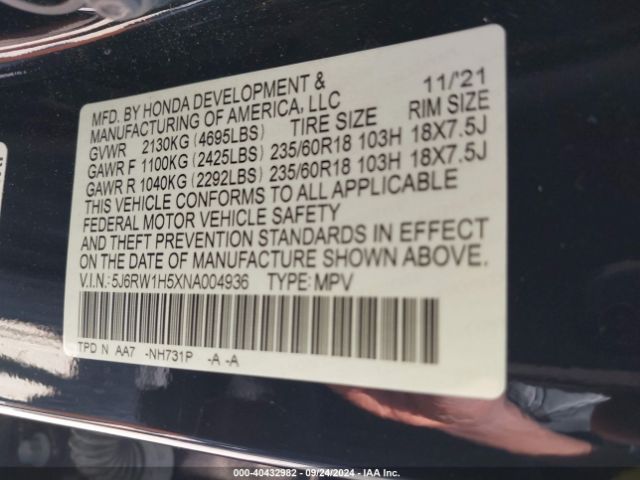 MFD. BY HONDA DEVELOPMENT & 11/'21
MANUFACTURING OF AMERICA, LLC
GVWR 2130KG (4695LBS) TIRE SIZE RIM SIZE
GAWR F 1100KG (2425LBS) 235/60R18 103H 18X7.5J
GAWR R 1040KG (2292LBS) 235/60R18 103H 18X7.5J
THIS VEHICLE CONFORMS TO ALL APPLICABLE
FEDERAL MOTOR VEHICLE SAFETY
AND THEFT PREVENTION STANDARDS IN EFFECT
ON THE DATE OF MANUFACTURE SHOWN ABOVE.
V.I.N.:5J6RW1H5XNA004936 TYPE:MPV
TPD N AA7 -NH731P -A -A
000-40432982 - 09/24/2024 - IAA Inc.